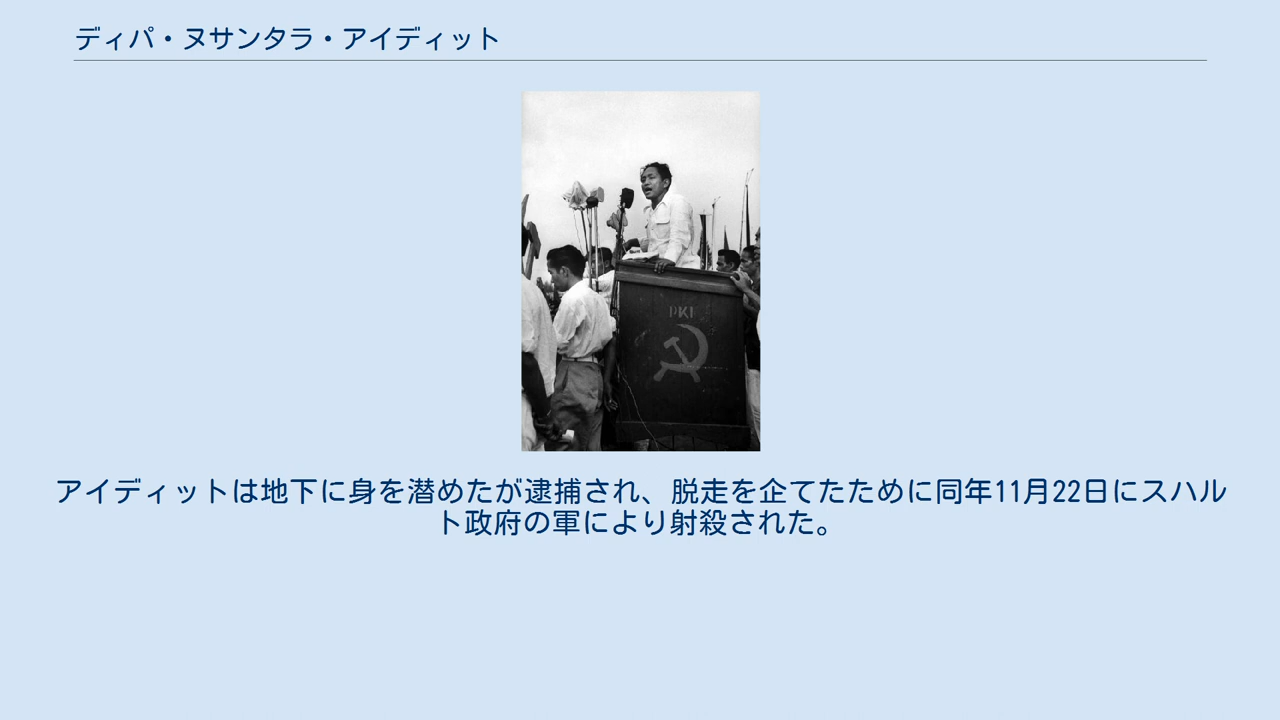 ディパ・ヌサンタラ・アイディット
PKI
アイディットは地下に身を潜めたが逮捕され、脱走を企てたために同年11月22日にスハル
ト政府の軍により射殺された。